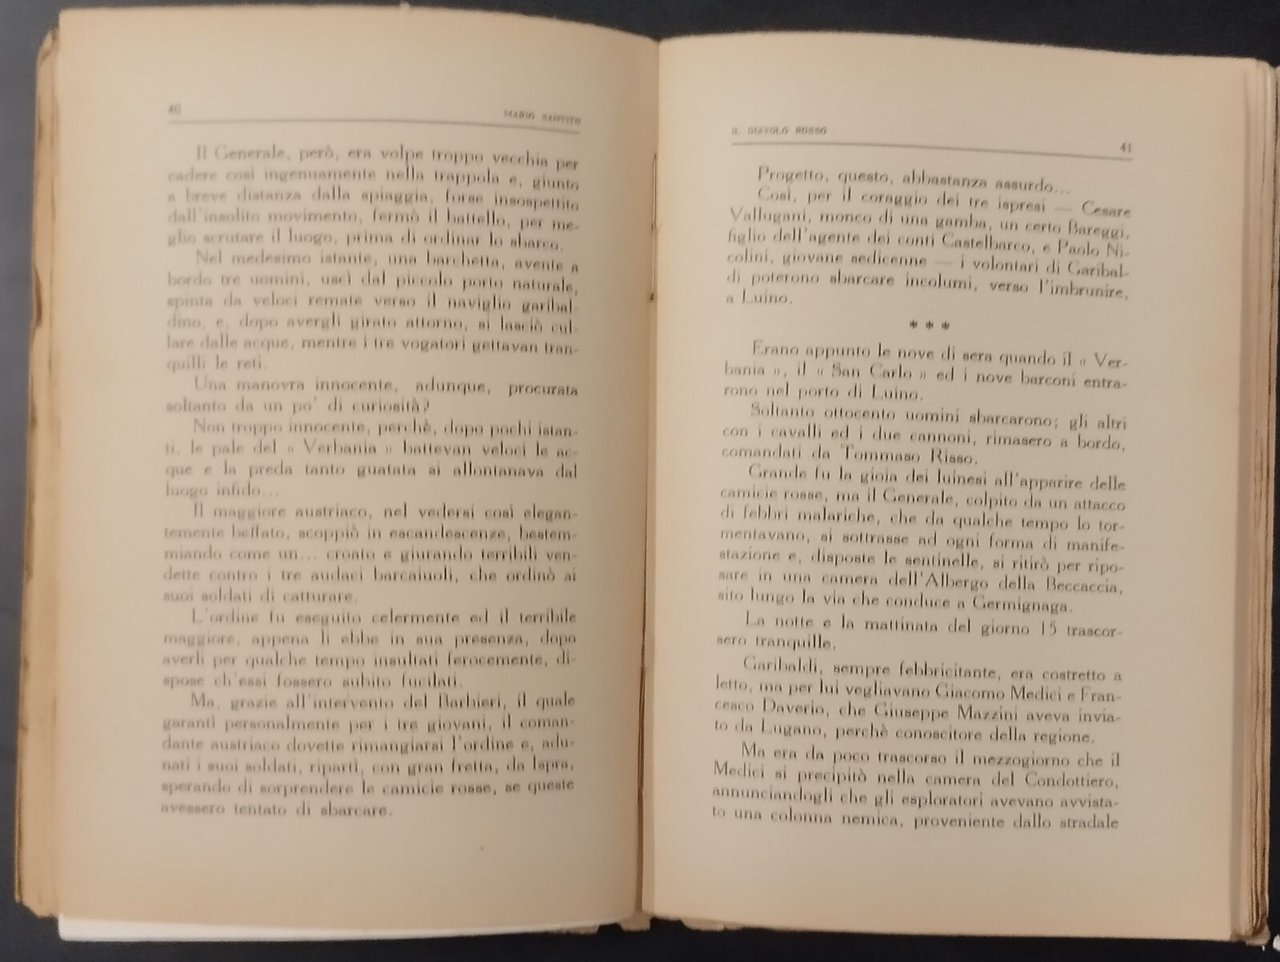 40
MARIO SANVITO
Il Generale, però, era volpe troppo vecchia per
cadere così ingenuamente nella trappola e, giunto
a breve distanza dalla spiaggia, forse insospettito
dall'insolito movimento, fermò il battello, per me-
glio scrutare il luogo, prima di ordinar lo sbarco.
Nel medesimo istante, una barchetta, avente a
bordo tre uomini, uscì dal piccolo porto naturale,
spinta da veloci remate verso il naviglio garibal-
dino, e, dopo avergli girato attorno, si lasciò cul-
lare dalle acque, mentre i tre vogatori gettavan tran-
quilli le reti.
Una manovra innocente, adunque, procurata
soltanto da un po' di curiosità?
Non troppo innocente, perchè, dopo pochi istan-
ti, le pale del « Verbania » battevan veloci le ac-
que e la preda tanto guatata si allontanava dal
luogo infido...
Il maggiore austriaco, nel vedersi così elegan-
temente beffato, scoppiò in escandescenze, bestem-
miando come un... croato e giurando terribili ven-
dette contro i tre audaci barcaiuoli, che ordinò ai
suoi soldati di catturare.
L'ordine fu eseguito celermente ed il terribile
maggiore, appena li ebbe in sua presenza, dopo
averli per qualche tempo insultati ferocemente, di-
spose ch'essi fossero subito fucilati.
Ma, grazie all'intervento del Barbieri, il quale
garantì personalmente per i tre giovani, il coman-
dante austriaco dovette rimangiarsi l'ordine e, adu-
nati i suoi soldati, ripartì, con gran fretta, da Ispra,
sperando di sorprendere le camicie rosse, se queste
avessero tentato di sbarcare.
IL DIAVOLO ROSSO
41
Progetto, questo, abbastanza assurdo...
Così, per il coraggio dei tre ispresi — Cesare
Vallugani, monco di una gamba, un certo Bareggi,
figlio dell'agente dei conti Castelbarco, e Paolo Ni-
colini, giovane sedicenne — i volontari di Garibal-
di poterono sbarcare incolumi, verso l'imbrunire,
a Luino.
* * *
Erano appunto le nove di sera quando il « Ver-
bania », il « San Carlo » ed i nove barconi entra-
rono nel porto di Luino.
Soltanto ottocento uomini sbarcarono; gli altri
con i cavalli ed i due cannoni, rimasero a bordo,
comandati da Tommaso Risso.
Grande fu la gioia dei luinesi all'apparire delle
camicie rosse, ma il Generale, colpito da un attacco
di febbri malariche, che da qualche tempo lo tor-
mentavano, si sottrasse ad ogni forma di manife-
stazione e, disposte le sentinelle, si ritirò per ripo-
sare in una camera dell'Albergo della Beccaccia,
sito lungo la via che conduce a Germignaga.
La notte e la mattinata del giorno 15 trascor-
sero tranquille.
Garibaldi, sempre febbricitante, era costretto a
letto, ma per lui vegliavano Giacomo Medici e Fran-
cesco Daverio, che Giuseppe Mazzini aveva invia-
to da Lugano, perchè conoscitore della regione.
Ma era da poco trascorso il mezzogiorno che il
Medici si precipitò nella camera del Condottiero,
annunciandogli che gli esploratori avevano avvista-
to una colonna nemica, proveniente dallo stradale